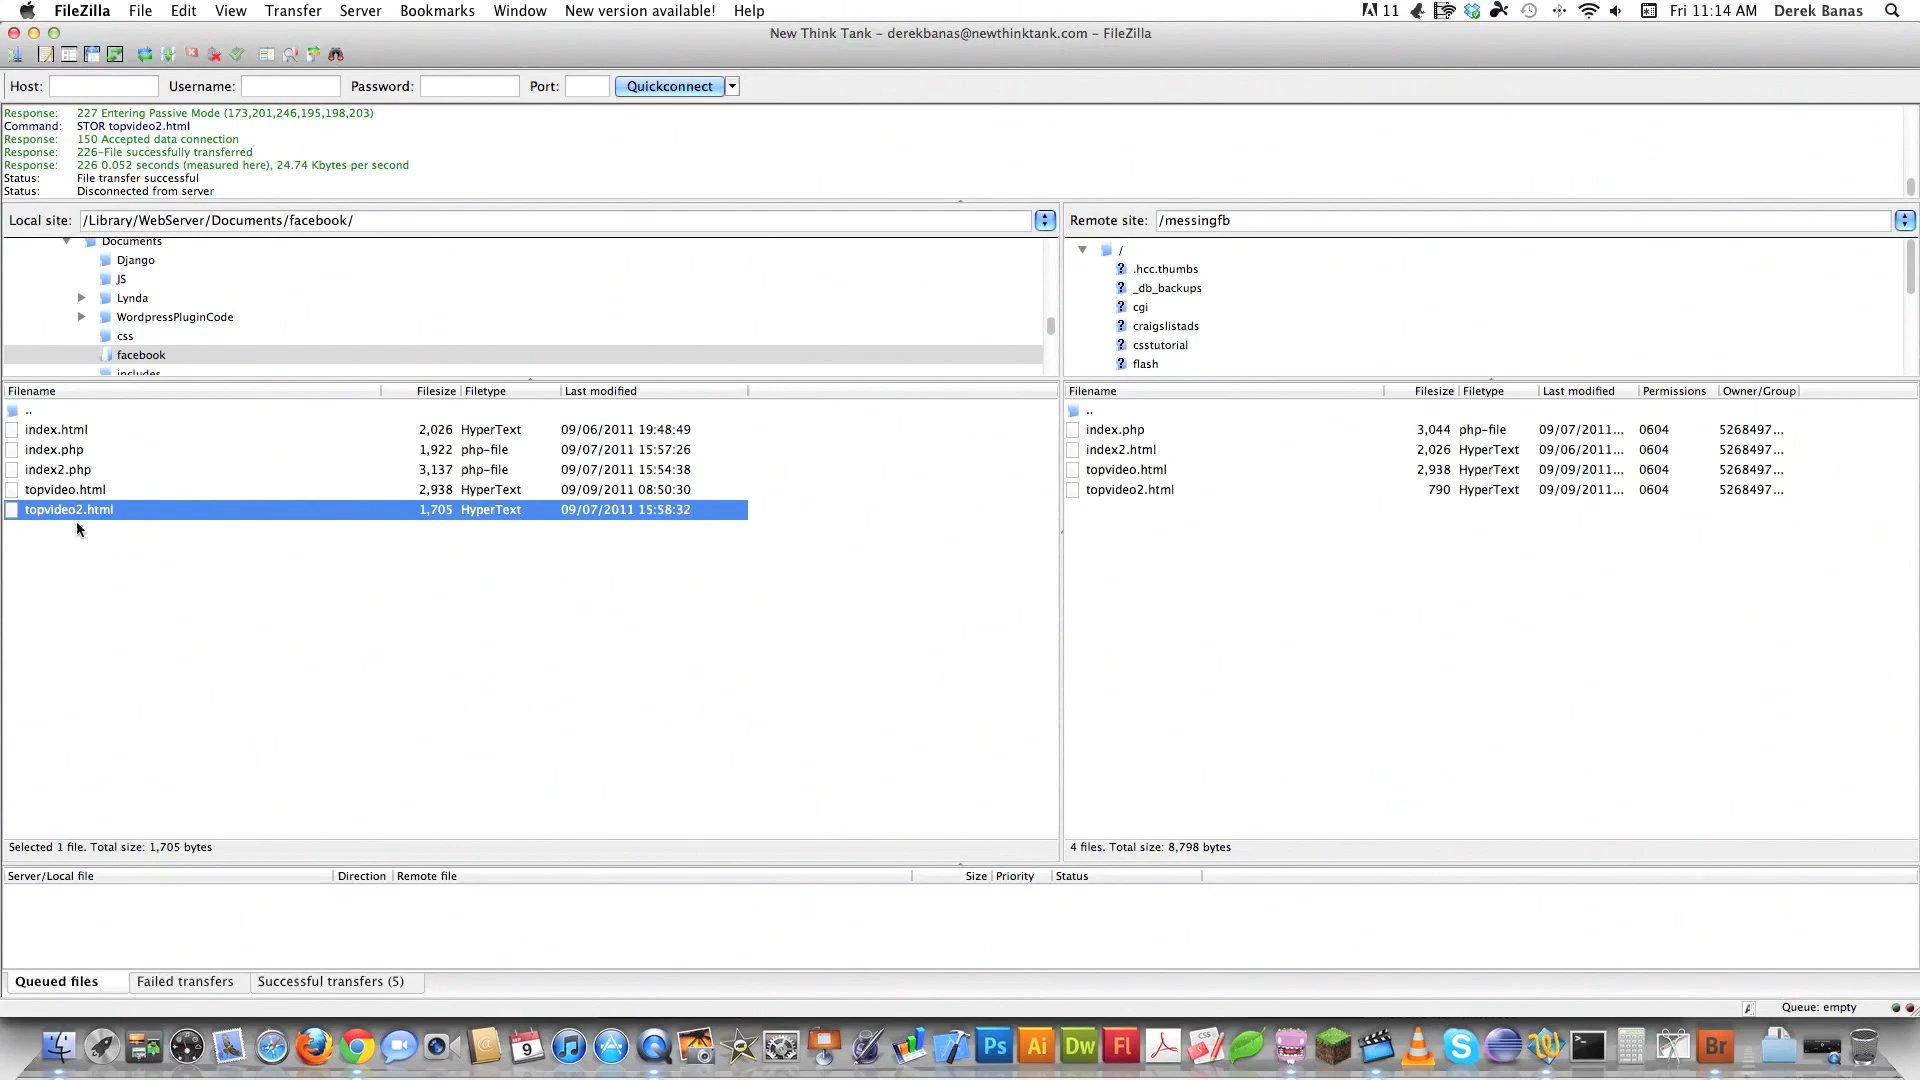 FileZilla File Edit View Transfer Server Bookmarks Window New version available! Help 11 Fri 11:14 AM Derek Banas
New Think Tank – derekbanas@newthinktank.com – FileZilla
Host: Username: Password: Port: Quickconnect
Response: 227 Entering Passive Mode (173,201,246,195,198,203)
Command: STOR topvideo2.html
Response: 150 Accepted data connection
Response: 226-File successfully transferred
Response: 226 0.052 seconds (measured here), 24.74 Kbytes per second
Status: File transfer successful
Status: Disconnected from server
Local site: /Library/WebServer/Documents/facebook/
Documents
Django
JS
Lynda
WordpressPluginCode
css
facebook
includes
Filename Filesize Filetype Last modified
..
index.html 2,026 HyperText 09/06/2011 19:48:49
index.php 1,922 php-file 09/07/2011 15:57:26
index2.php 3,137 php-file 09/07/2011 15:54:38
topvideo.html 2,938 HyperText 09/09/2011 08:50:30
topvideo2.html 1,705 HyperText 09/07/2011 15:58:32
Selected 1 file. Total size: 1,705 bytes
Remote site: /messingfb
/
.hcc.thumbs
_db_backups
cgi
craigslistads
csstutorial
flash
Filename Filesize Filetype Last modified Permissions Owner/Group
..
index.php 3,044 php-file 09/07/2011... 0604 5268497...
index2.html 2,026 HyperText 09/06/2011... 0604 5268497...
topvideo.html 2,938 HyperText 09/09/2011... 0604 5268497...
topvideo2.html 790 HyperText 09/09/2011... 0604 5268497...
4 files. Total size: 8,798 bytes
Server/Local file Direction Remote file Size Priority Status
Queued files Failed transfers Successful transfers (5)
Queue: empty
9 Ps Ai Dw Fl CSS Br